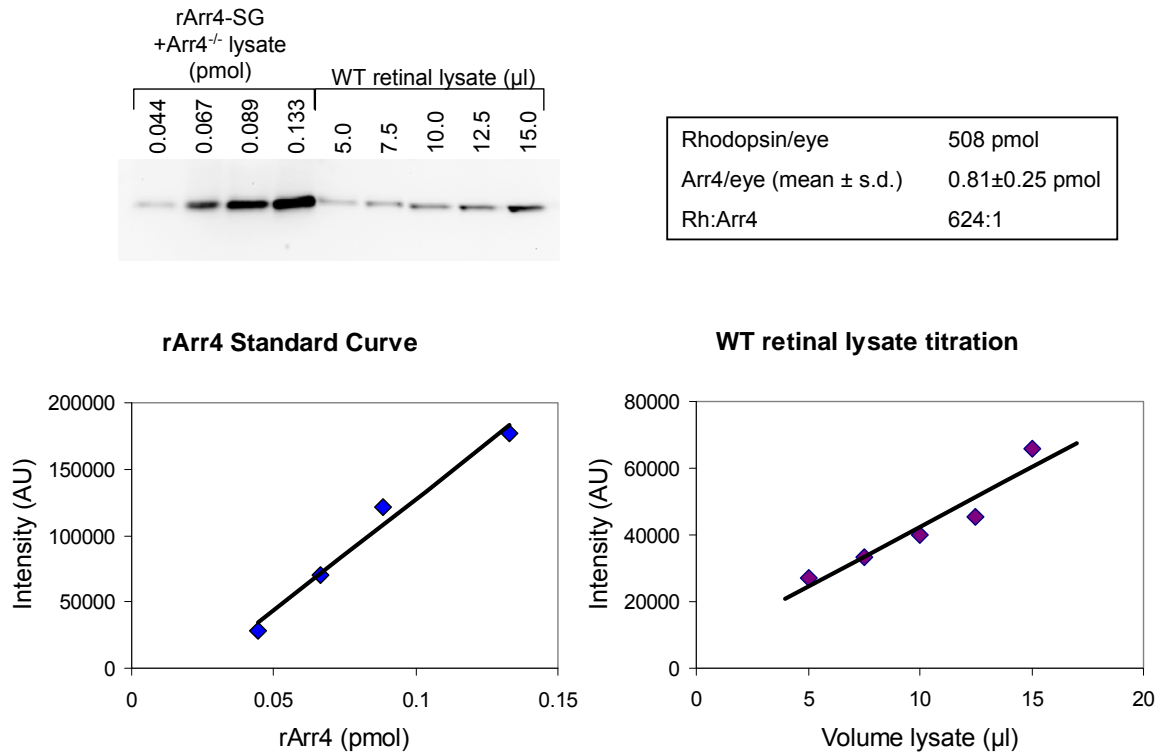 rArr4-SG
+Arr4-/- lysate
(pmol)
WT retinal lysate (µl)
0.044
0.067
0.089
0.133
5.0
7.5
10.0
12.5
15.0
Rhodopsin/eye 508 pmol
Arr4/eye (mean ± s.d.) 0.81±0.25 pmol
Rh:Arr4 624:1
rArr4 Standard Curve
200000
150000
100000
50000
0
0 0.05 0.1 0.15
Intensity (AU)
rArr4 (pmol)
WT retinal lysate titration
80000
60000
40000
20000
0
0 5 10 15 20
Intensity (AU)
Volume lysate (µl)